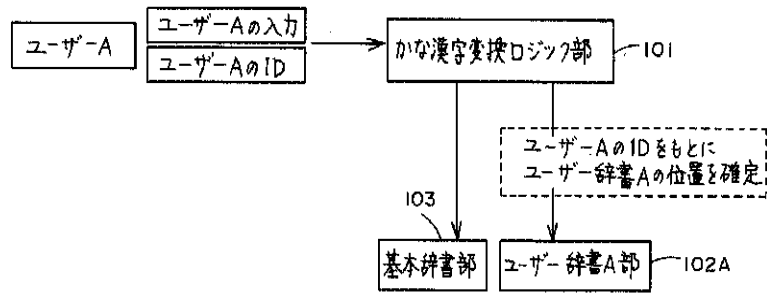 ユーザーA
ユーザーAの入力
ユーザーAのID
かな漢字変換ロジック部
101
ユーザーAのIDをもとに
ユーザー辞書Aの位置を確定
103
基本辞書部
ユーザー辞書A部
102A